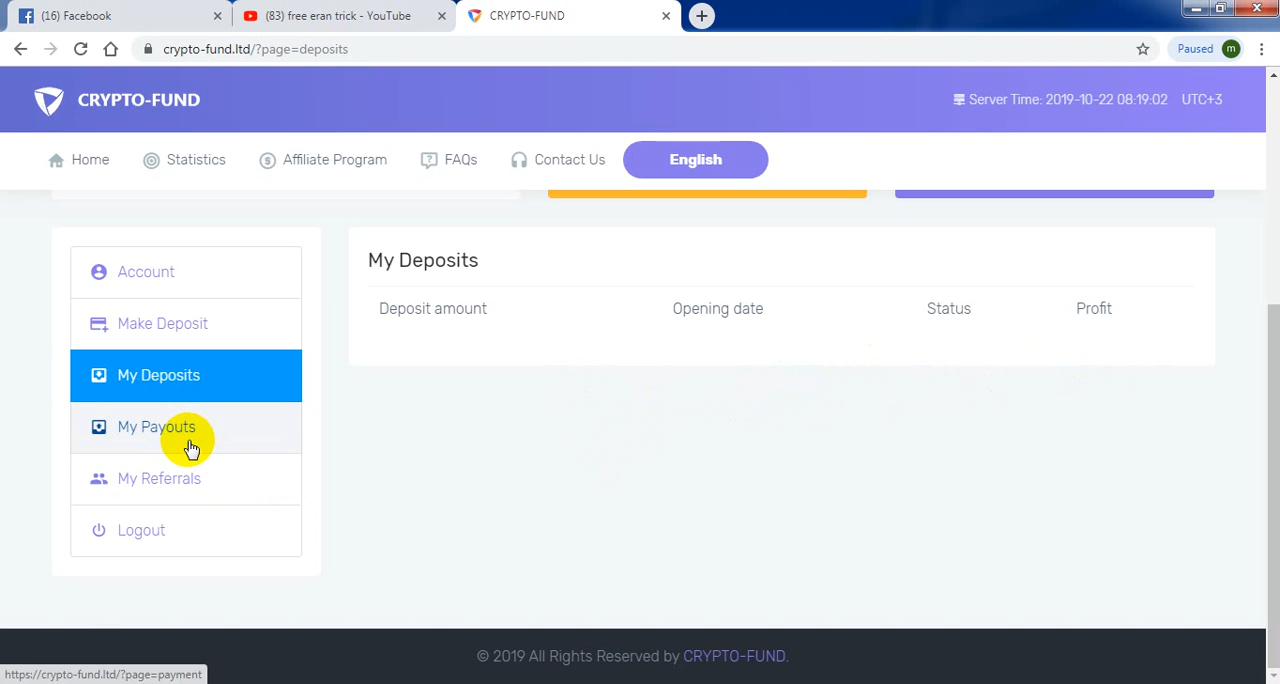 (16) Facebook
(83) free eran trick - YouTube
CRYPTO-FUND
crypto-fund.ltd/?page=deposits
Paused
m
CRYPTO-FUND
Server Time: 2019-10-22 08:19:02 UTC+3
Home
Statistics
Affiliate Program
FAQs
Contact Us
English
Account
Make Deposit
My Deposits
My Payouts
My Referrals
Logout
My Deposits
Deposit amount
Opening date
Status
Profit
© 2019 All Rights Reserved by CRYPTO-FUND.
https://crypto-fund.ltd/?page=payment